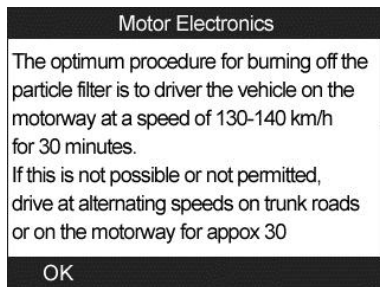 Motor Electronics
The optimum procedure for burning off the
particle filter is to driver the vehicle on the
motorway at a speed of 130-140 km/h
for 30 minutes.
If this is not possible or not permitted,
drive at alternating speeds on trunk roads
or on the motorway for appox 30
OK